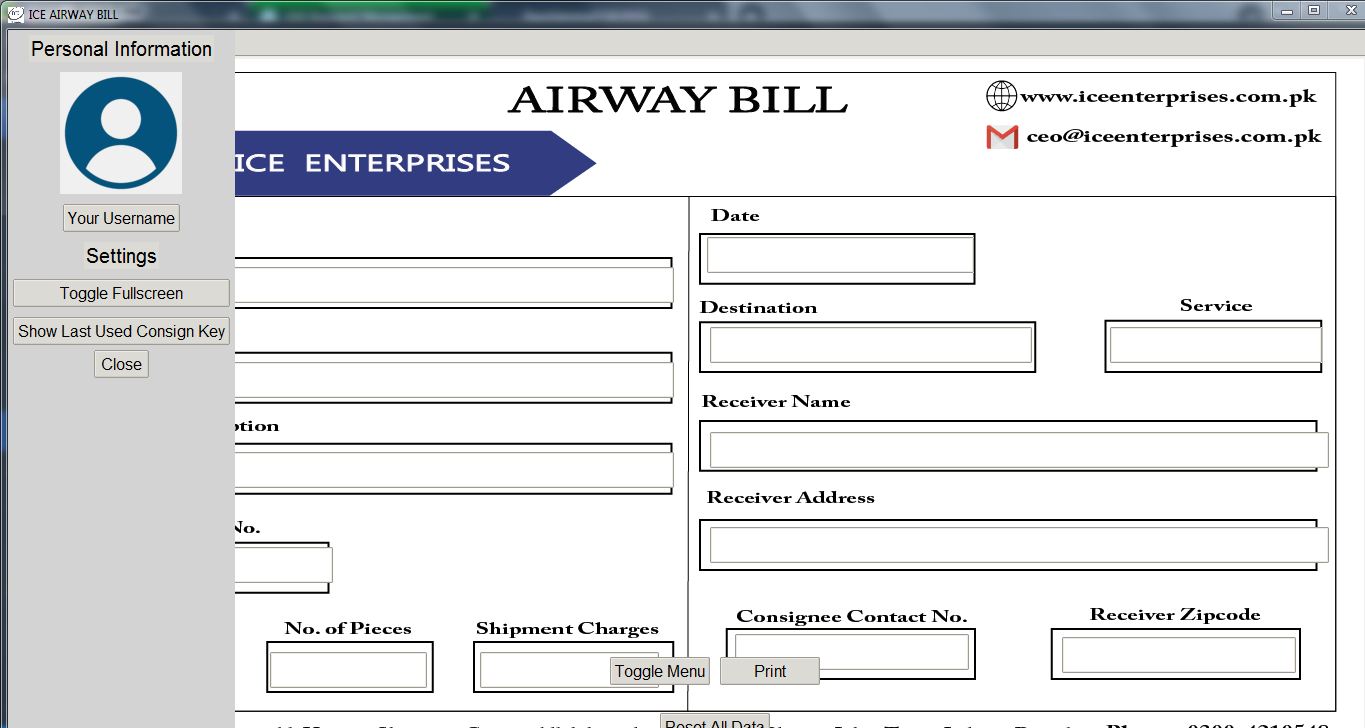 ICE AIRWAY BILL
Personal Information
Your Username
Settings
Toggle Fullscreen
Show Last Used Consign Key
Close
AIRWAY BILL
www.iceenterprises.com.pk
ceo@iceenterprises.com.pk
ICE ENTERPRISES
Date
Destination
Service
ption
Receiver Name
Receiver Address
No.
No. of Pieces
Shipment Charges
Consignee Contact No.
Receiver Zipcode
Toggle Menu
Print
Reset All Data